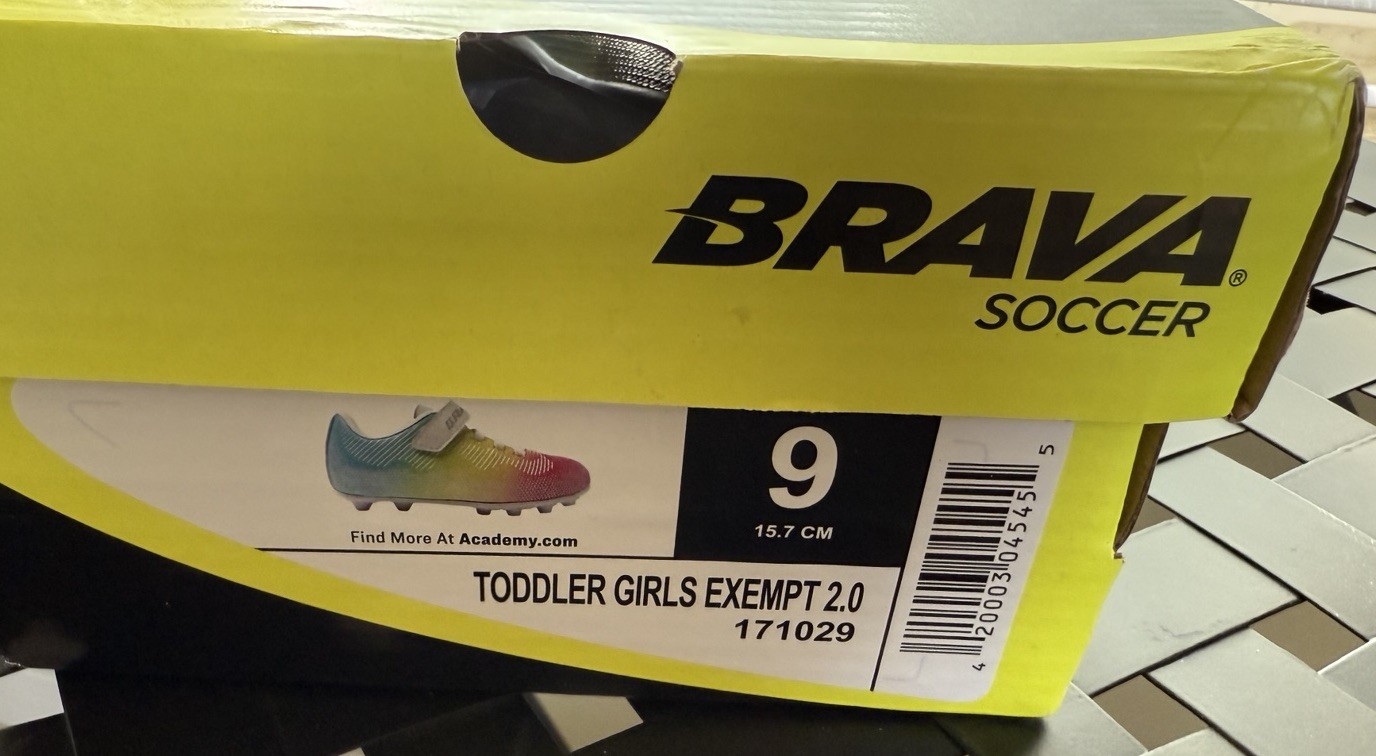 BRAVA®
SOCCER
Find More At Academy.com
9
15.7 CM
TODDLER GIRLS EXEMPT 2.0
171029
4 20003 04545 5